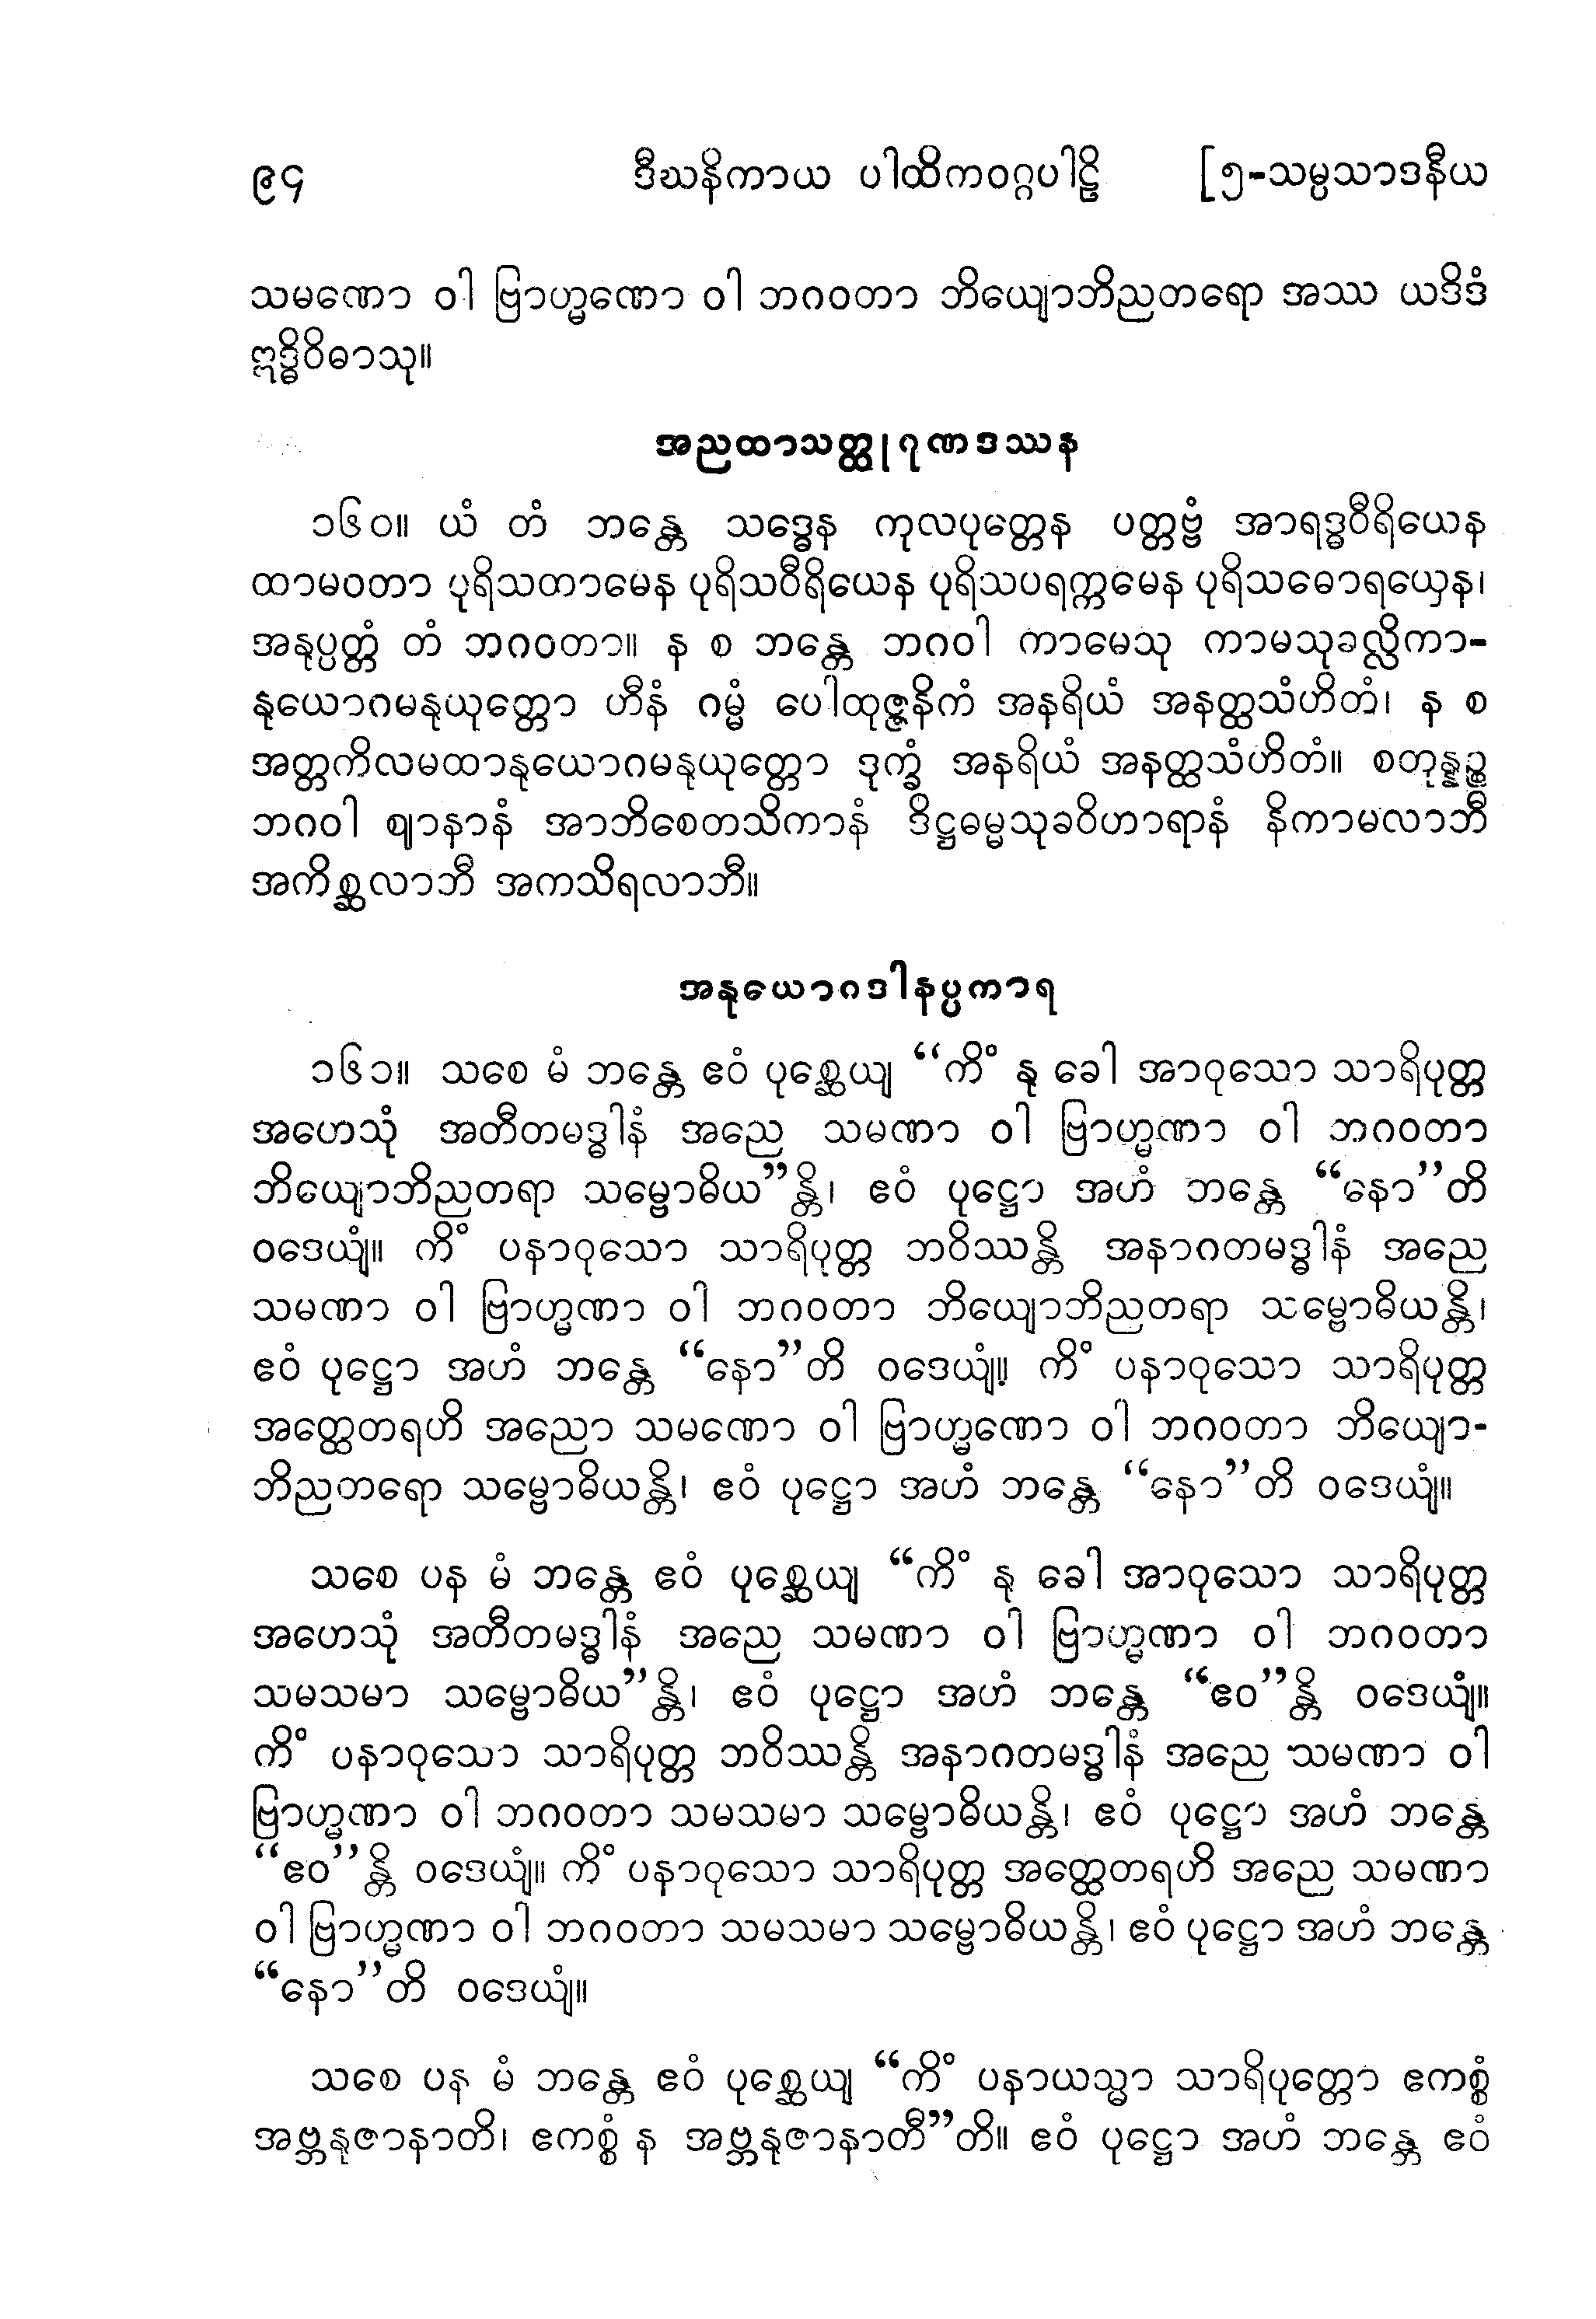 ၉၄ ဒီဃနိကာယ ပါထိကဝဂ္ဂပါဠိ [၅-သမ္ပသာဒနီယ
သမဏော ဝါ ဗြာဟ္မဏော ဝါ ဘဂဝတာ ဘိယျောဘိညတရော အဿ ယဒိဒံ
ဣဒ္ဓိဝိဓာသု။
အညထာသတ္ထုဂုဏဒဿန
၁၆၀။ ယံ တံ ဘန္တေ သဒ္ဓေန ကုလပုတ္တေန ပတ္တဗ္ဗံ အာရဒ္ဓဝီရိယေန
ထာမဝတာ ပုရိသထာမေန ပုရိသဝီရိယေန ပုရိသပရက္ကမေန ပုရိသဓောရယှေန၊
အနုပ္ပတ္တံ တံ ဘဂဝတာ။ န စ ဘန္တေ ဘဂဝါ ကာမေသု ကာမသုခလ္လိကာ-
နုယောဂမနုယုတ္တော ဟီနံ ဂမ္မံ ပေါထုဇ္ဇနိကံ အနရိယံ အနတ္ထသံဟိတံ၊ န စ
အတ္တကိလမထာနုယောဂမနုယုတ္တော ဒုက္ခံ အနရိယံ အနတ္ထသံဟိတံ။ စတုန္နဉ္စ
ဘဂဝါ ဈာနာနံ အာဘိစေတသိကာနံ ဒိဋ္ဌဓမ္မသုခဝိဟာရာနံ နိကာမလာဘီ
အကိစ္ဆလာဘီ အကသိရလာဘီ။
အနုယောဂဒါနပ္ပကာရ
၁၆၁။ သစေ မံ ဘန္တေ ဧဝံ ပုစ္ဆေယျ “ကိံ နု ခေါ အာဝုသော သာရိပုတ္တ
အဟေသုံ အတီတမဒ္ဓါနံ အညေ သမဏာ ဝါ ဗြာဟ္မဏာ ဝါ ဘဂဝတာ
ဘိယျောဘိညတရာ သမ္ဗောဓိယ”န္တိ၊ ဧဝံ ပုဋ္ဌော အဟံ ဘန္တေ “နော”တိ
ဝဒေယျံ။ ကိံ ပနာဝုသော သာရိပုတ္တ ဘဝိဿန္တိ အနာဂတမဒ္ဓါနံ အညေ
သမဏာ ဝါ ဗြာဟ္မဏာ ဝါ ဘဂဝတာ ဘိယျောဘိညတရာ သမ္ဗောဓိယန္တိ၊
ဧဝံ ပုဋ္ဌော အဟံ ဘန္တေ “နော”တိ ဝဒေယျံ။ ကိံ ပနာဝုသော သာရိပုတ္တ
အတ္ထေတရဟိ အညော သမဏော ဝါ ဗြာဟ္မဏော ဝါ ဘဂဝတာ ဘိယျော-
ဘိညတရော သမ္ဗောဓိယန္တိ၊ ဧဝံ ပုဋ္ဌော အဟံ ဘန္တေ “နော”တိ ဝဒေယျံ။
သစေ ပန မံ ဘန္တေ ဧဝံ ပုစ္ဆေယျ “ကိံ နု ခေါ အာဝုသော သာရိပုတ္တ
အဟေသုံ အတီတမဒ္ဓါနံ အညေ သမဏာ ဝါ ဗြာဟ္မဏာ ဝါ ဘဂဝတာ
သမသမာ သမ္ဗောဓိယ”န္တိ၊ ဧဝံ ပုဋ္ဌော အဟံ ဘန္တေ “ဧဝ”န္တိ ဝဒေယျံ။
ကိံ ပနာဝုသော သာရိပုတ္တ ဘဝိဿန္တိ အနာဂတမဒ္ဓါနံ အညေ သမဏာ ဝါ
ဗြာဟ္မဏာ ဝါ ဘဂဝတာ သမသမာ သမ္ဗောဓိယန္တိ၊ ဧဝံ ပုဋ္ဌော အဟံ ဘန္တေ
“ဧဝ”န္တိ ဝဒေယျံ။ ကိံ ပနာဝုသော သာရိပုတ္တ အတ္ထေတရဟိ အညေ သမဏာ
ဝါ ဗြာဟ္မဏာ ဝါ ဘဂဝတာ သမသမာ သမ္ဗောဓိယန္တိ၊ ဧဝံ ပုဋ္ဌော အဟံ ဘန္တေ
“နော”တိ ဝဒေယျံ။
သစေ ပန မံ ဘန္တေ ဧဝံ ပုစ္ဆေယျ “ကိံ ပနာယသ္မာ သာရိပုတ္တော ဧကစ္စံ
အဗ္ဘနုဇာနာတိ၊ ဧကစ္စံ န အဗ္ဘနုဇာနာတီ”တိ။ ဧဝံ ပုဋ္ဌော အဟံ ဘန္တေ ဧဝံ